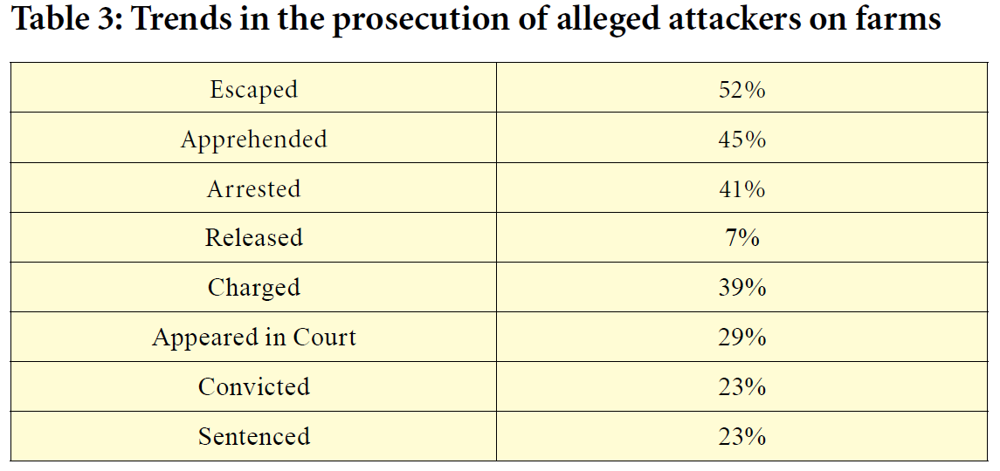 Table 3: Trends in the prosecution of alleged attackers on farms
Escaped 52%
Apprehended 45%
Arrested 41%
Released 7%
Charged 39%
Appeared in Court 29%
Convicted 23%
Sentenced 23%